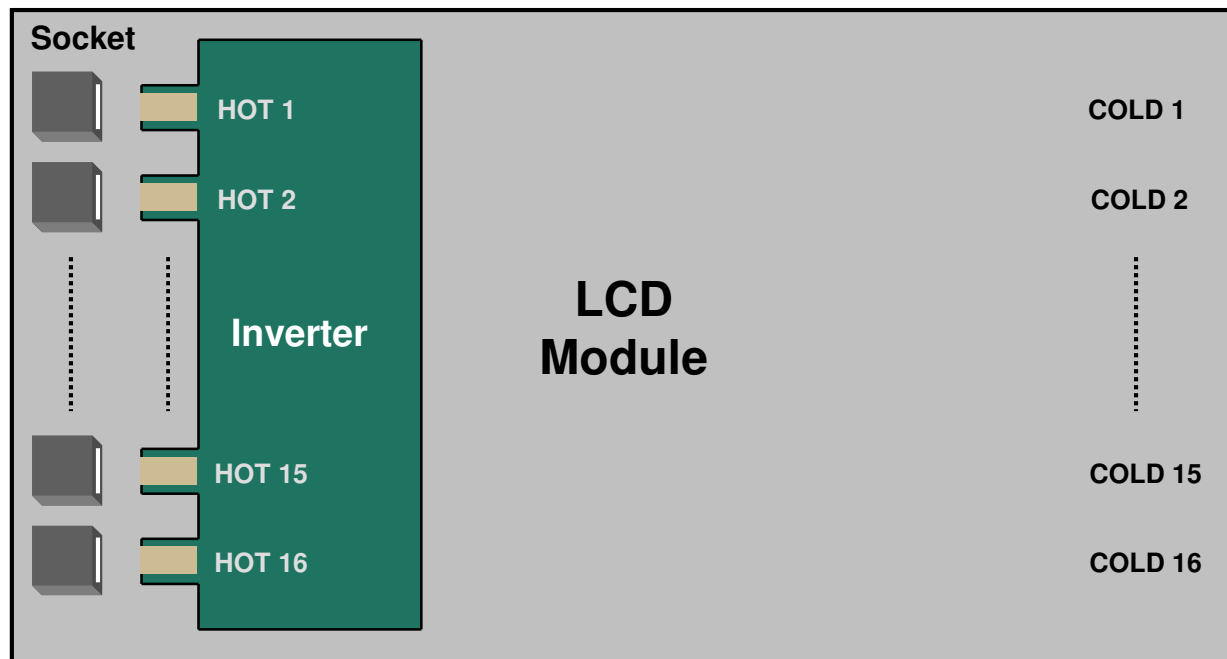 Socket
HOT 1
COLD 1
HOT 2
COLD 2
LCD
Module
Inverter
HOT 15
COLD 15
HOT 16
COLD 16